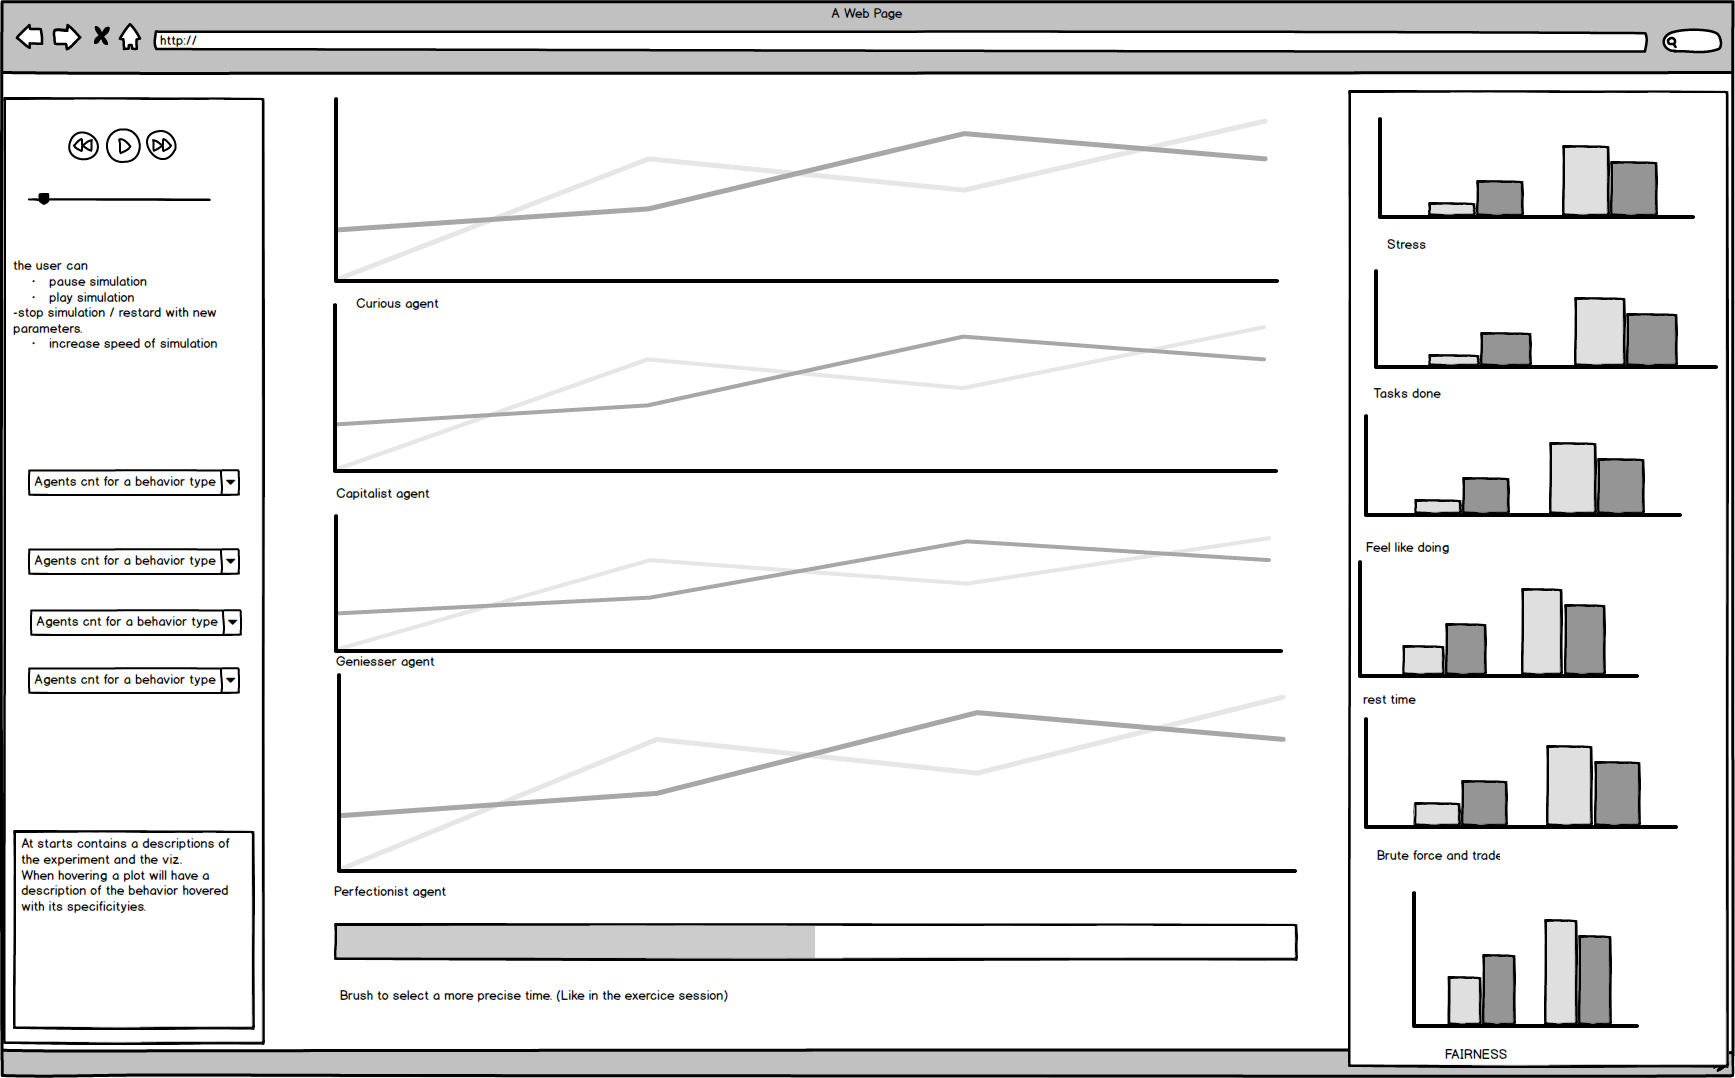 A Web Page
http://
the user can
· pause simulation
· play simulation
-stop simulation / restard with new
parameters.
· increase speed of simulation
Agents cnt for a behavior type
Agents cnt for a behavior type
Agents cnt for a behavior type
Agents cnt for a behavior type
At starts contains a descriptions of
the experiment and the viz.
When hovering a plot will have a
description of the behavior hovered
with its specificityies.
Curious agent
Capitalist agent
Geniesser agent
Perfectionist agent
Brush to select a more precise time. (Like in the exercice session)
Stress
Tasks done
Feel like doing
rest time
Brute force and trade
FAIRNESS